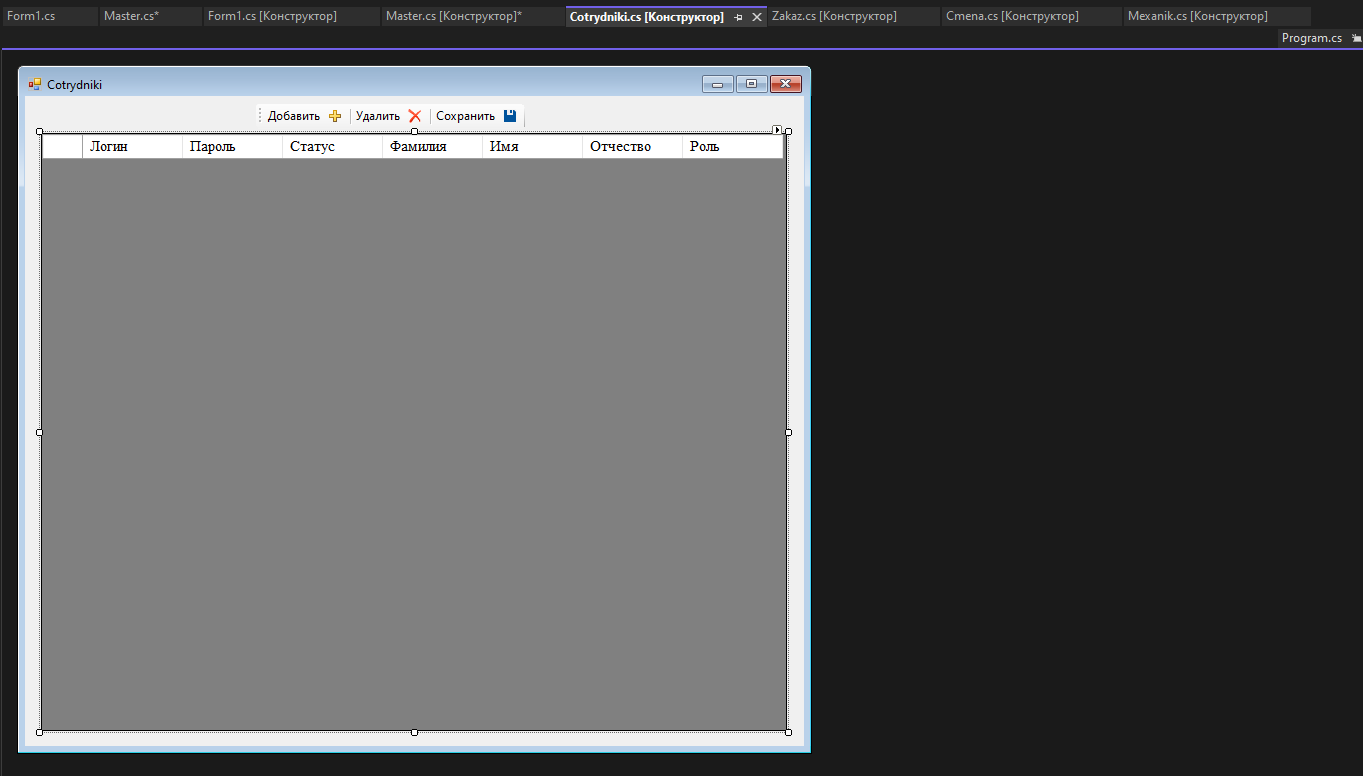 Form1.cs Master.cs* Form1.cs [Конструктор] Master.cs [Конструктор]* Cotrydniki.cs [Конструктор] Zakaz.cs [Конструктор] Cmena.cs [Конструктор] Mexanik.cs [Конструктор]
Program.cs
Cotrydniki
Добавить Удалить Сохранить
Логин Пароль Статус Фамилия Имя Отчество Роль